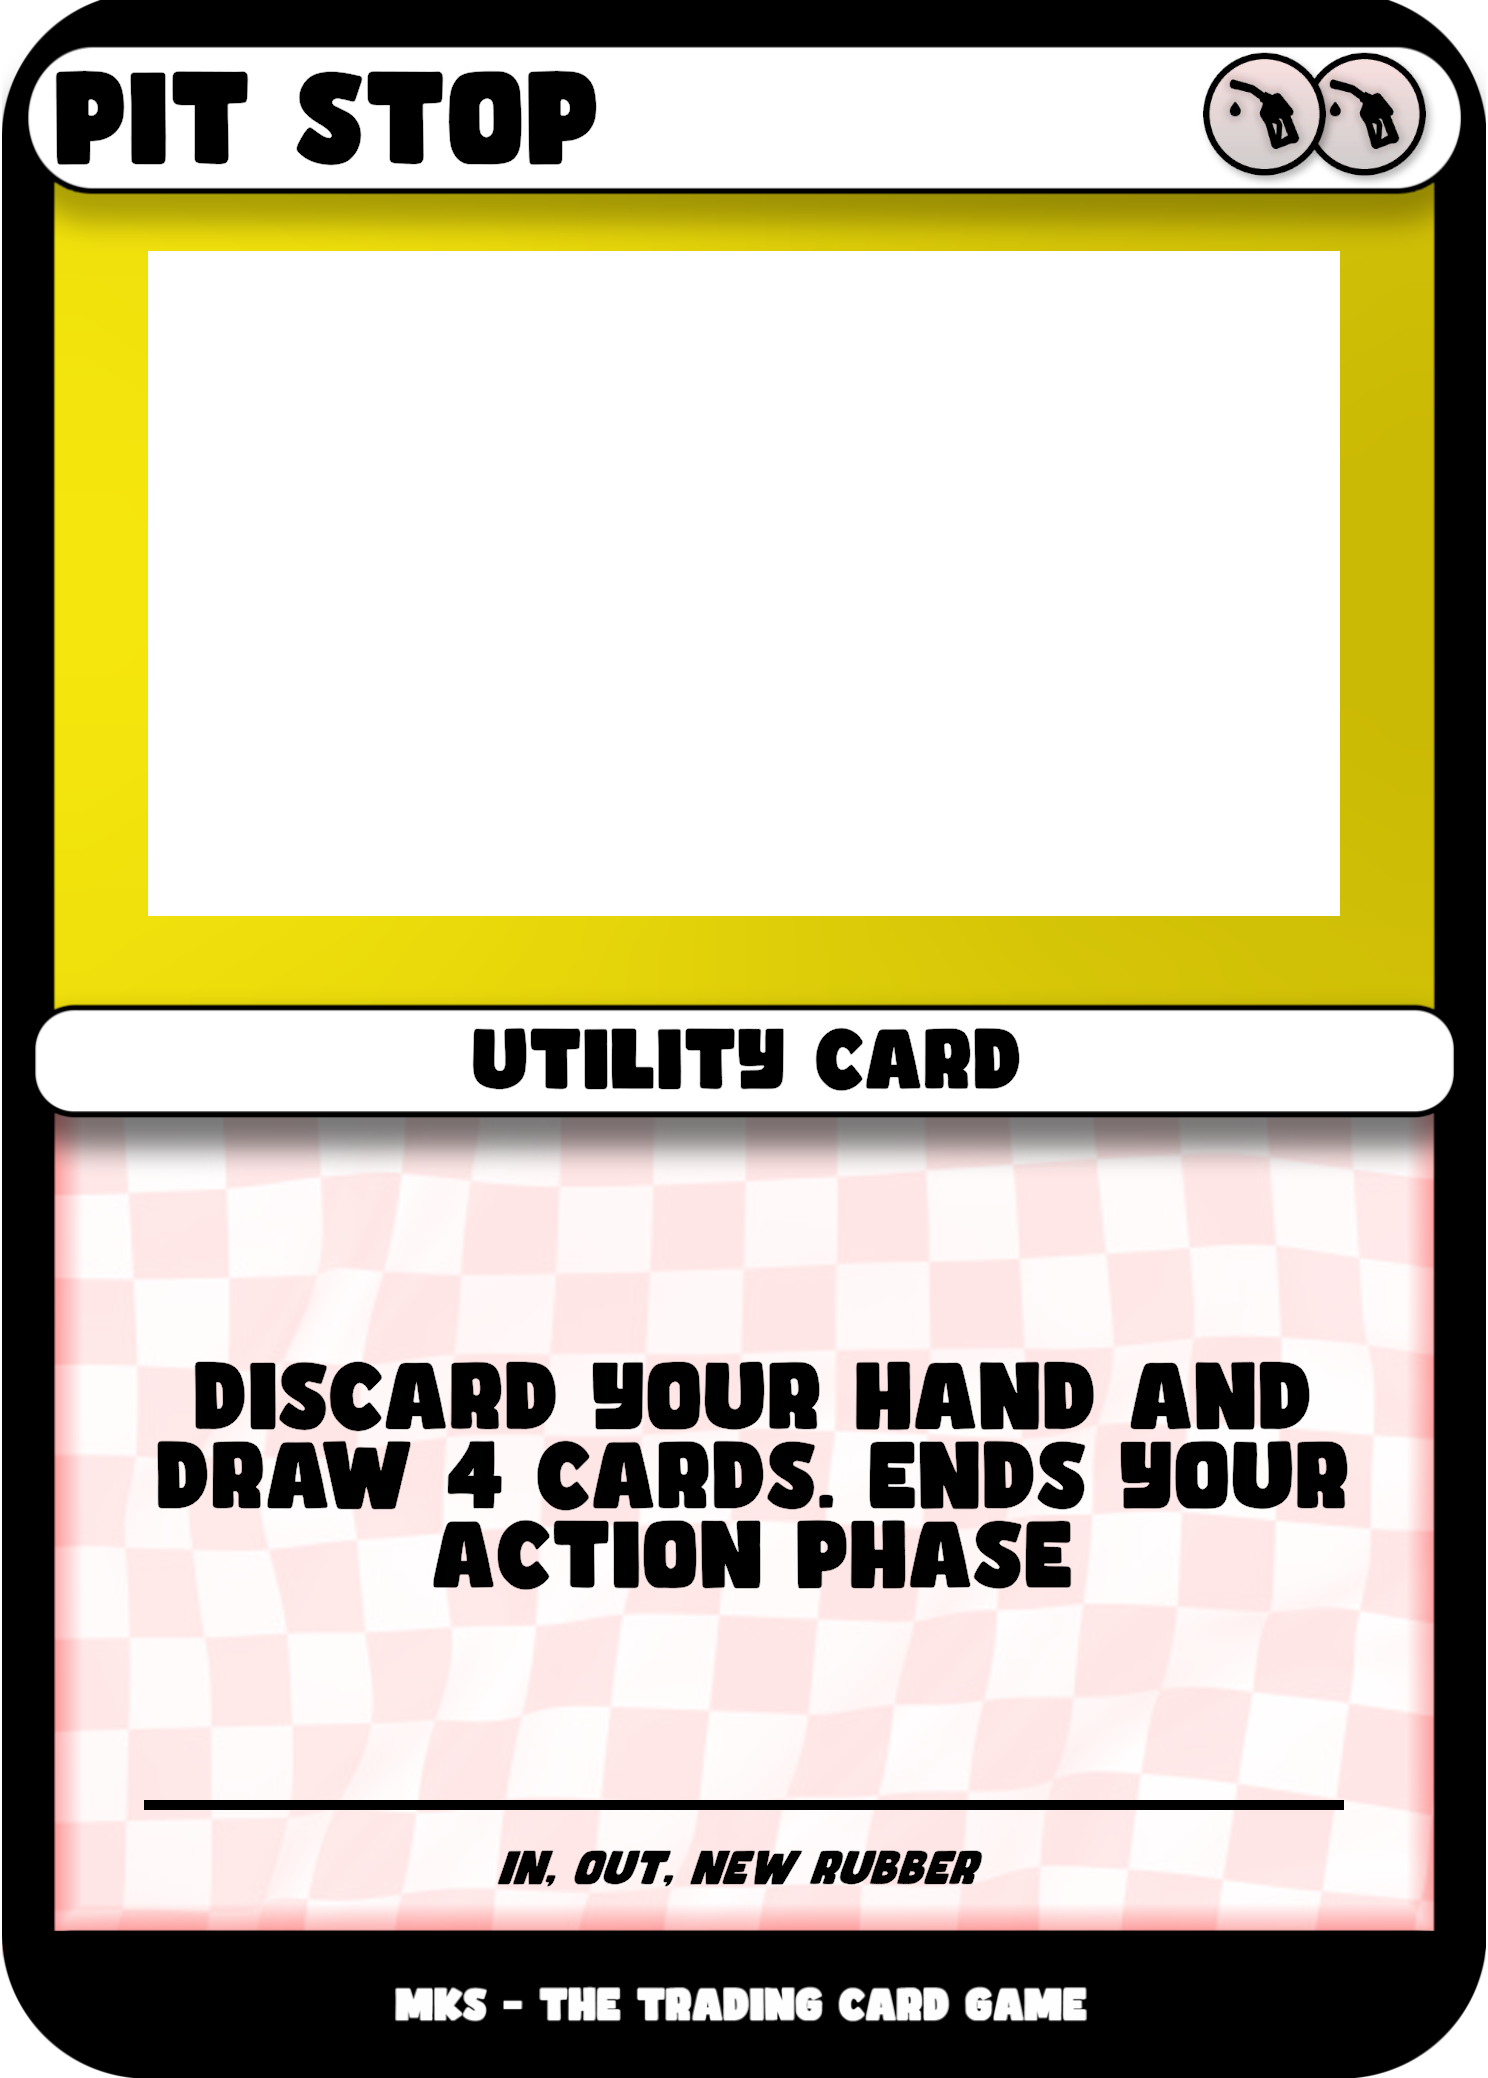 PIT STOP
UTILITY CARD
DISCARD YOUR HAND AND
DRAW 4 CARDS. ENDS YOUR
ACTION PHASE
IN, OUT, NEW RUBBER
MKS - THE TRADING CARD GAME